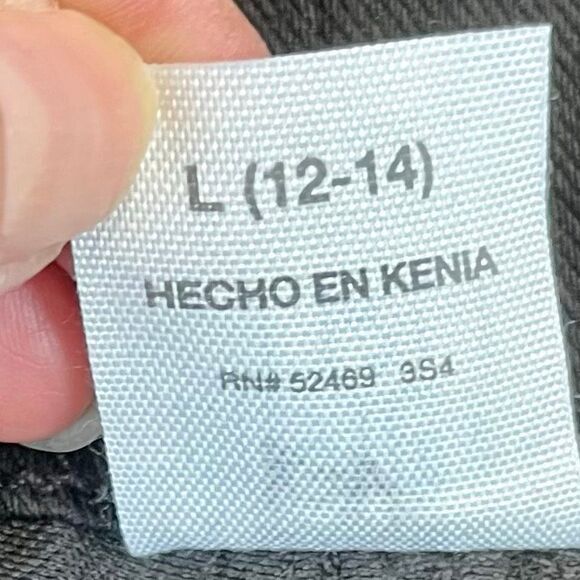 L (12-14)
HECHO EN KENIA
RN# 52469 3S4